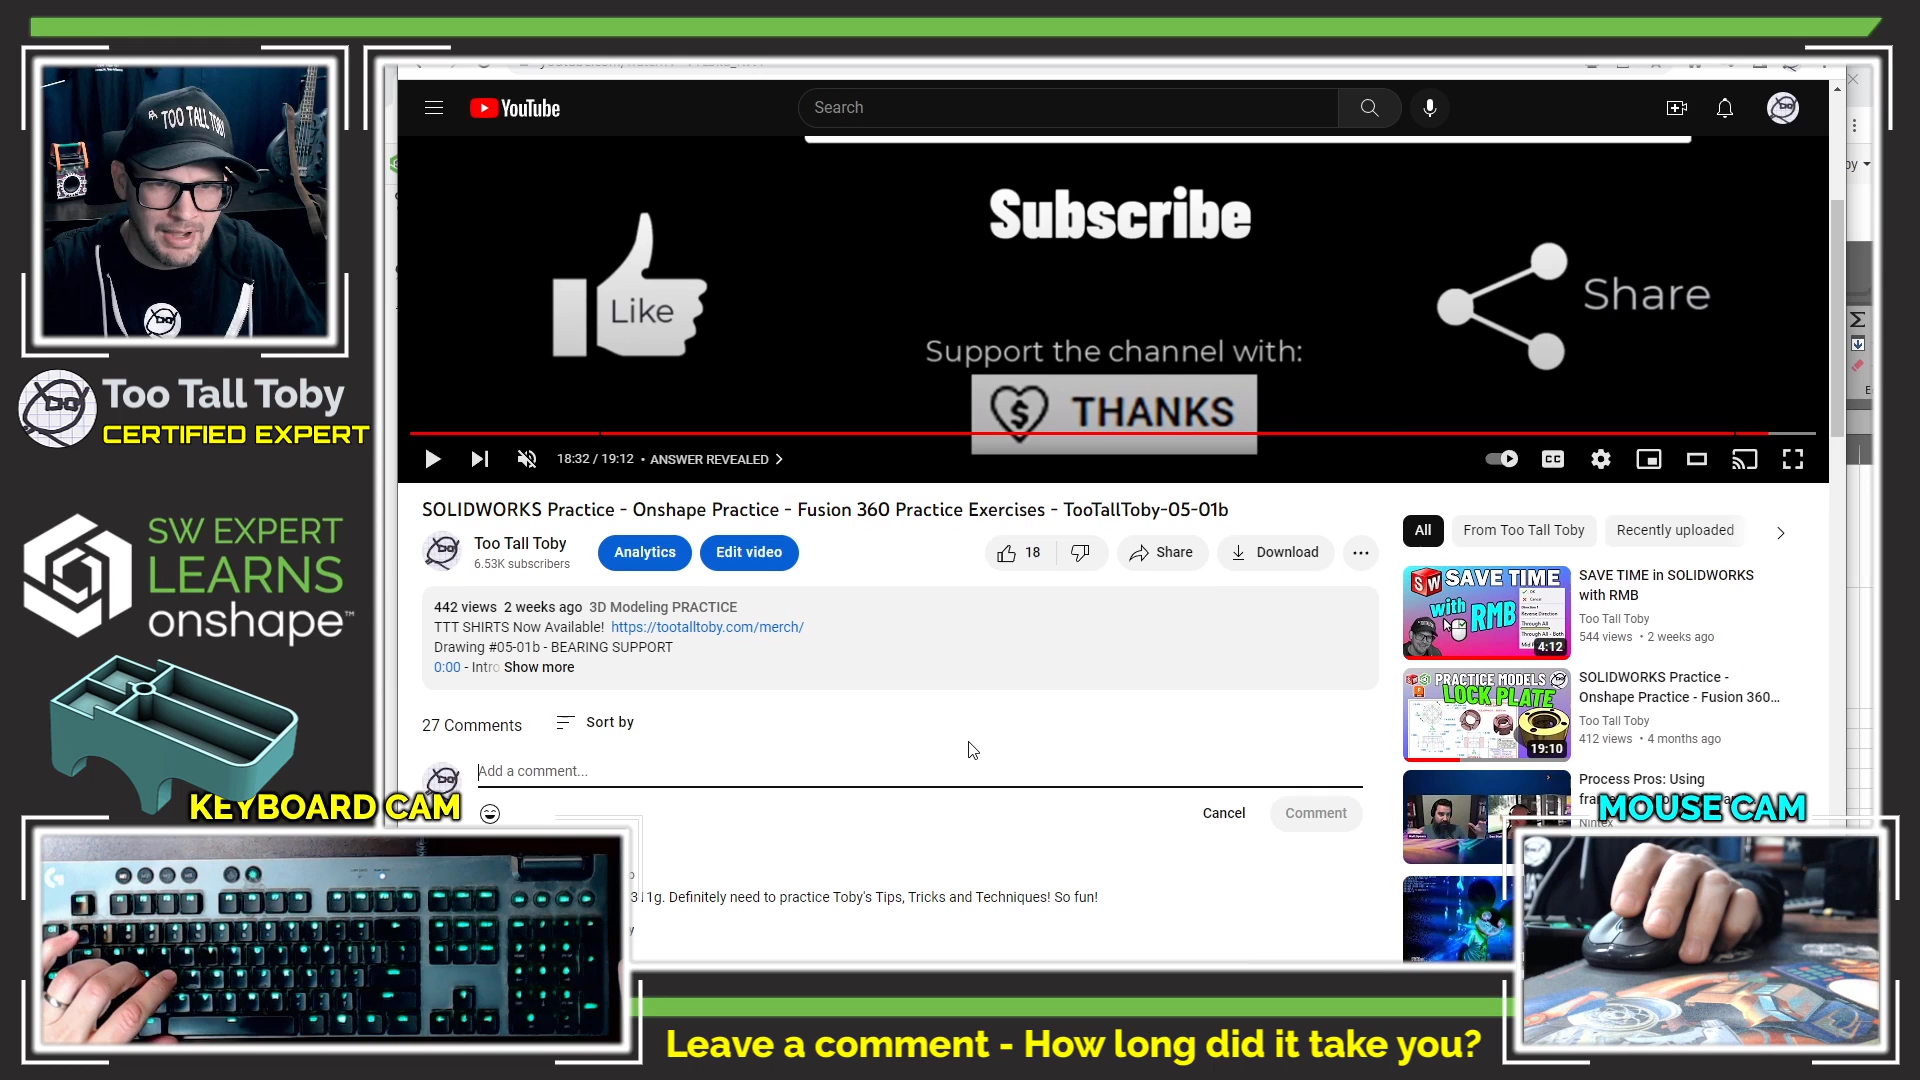 TOO TALL TOBY
Too Tall Toby
CERTIFIED EXPERT
SW EXPERT
LEARNS
onshape™
KEYBOARD CAM
YouTube
Search
Subscribe
Like
Share
Support the channel with:
THANKS
18:32 / 19:12 • ANSWER REVEALED
CC
SOLIDWORKS Practice - Onshape Practice - Fusion 360 Practice Exercises - TooTallToby-05-01b
Too Tall Toby
6.53K subscribers
Analytics
Edit video
18
Share
Download
442 views 2 weeks ago 3D Modeling PRACTICE
TTT SHIRTS Now Available! https://tootalltoby.com/merch/
Drawing #05-01b - BEARING SUPPORT
0:00 - Intro Show more
27 Comments
Sort by
Add a comment...
Cancel
Comment
1g. Definitely need to practice Toby's Tips, Tricks and Techniques! So fun!
All
From Too Tall Toby
Recently uploaded
SAVE TIME
with RMB
4:12
SAVE TIME in SOLIDWORKS
with RMB
Too Tall Toby
544 views • 2 weeks ago
PRACTICE MODELS
LOCK PLATE
19:10
SOLIDWORKS Practice -
Onshape Practice - Fusion 360...
Too Tall Toby
412 views • 4 months ago
Process Pros: Using
Nintex
MOUSE CAM
Leave a comment - How long did it take you?